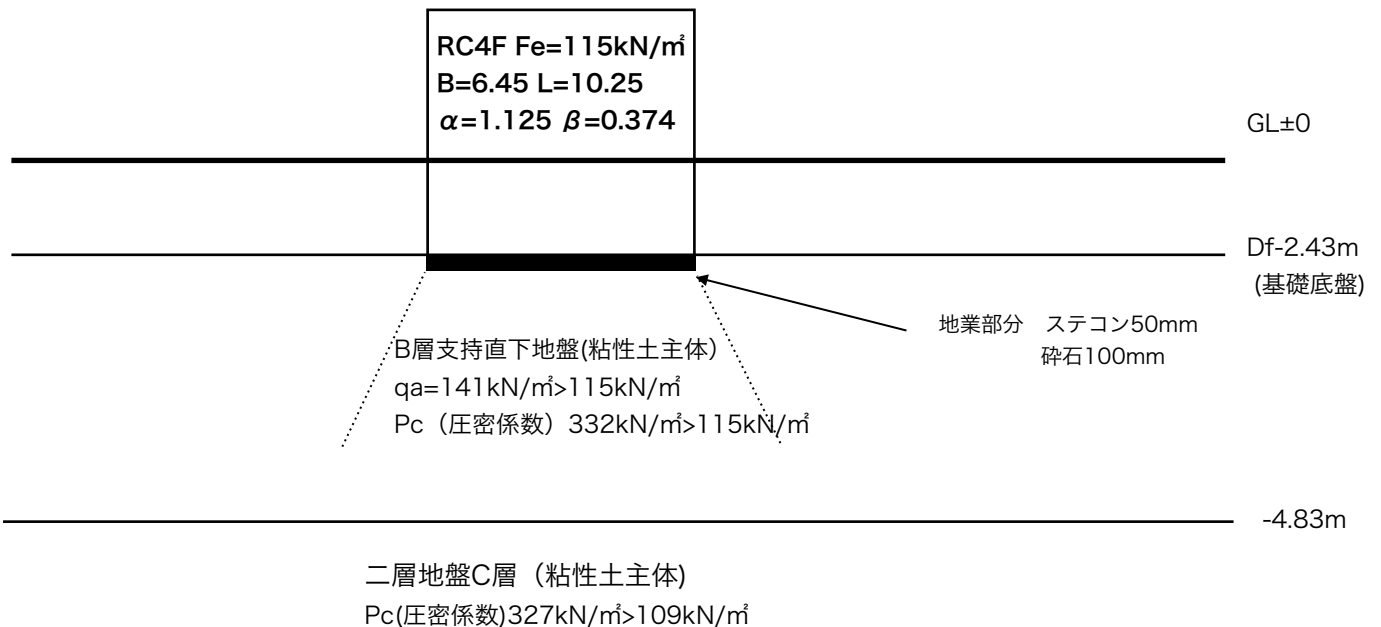 RC4F Fe=115kN/㎡
B=6.45 L=10.25
α=1.125 β=0.374
GL±0
Df-2.43m
(基礎底盤)
地業部分　ステコン50mm
砕石100mm
B層支持直下地盤(粘性土主体）
qa=141kN/㎡>115kN/㎡
Pc（圧密係数）332kN/㎡>115kN/㎡
-4.83m
二層地盤C層（粘性土主体)
Pc(圧密係数)327kN/㎡>109kN/㎡